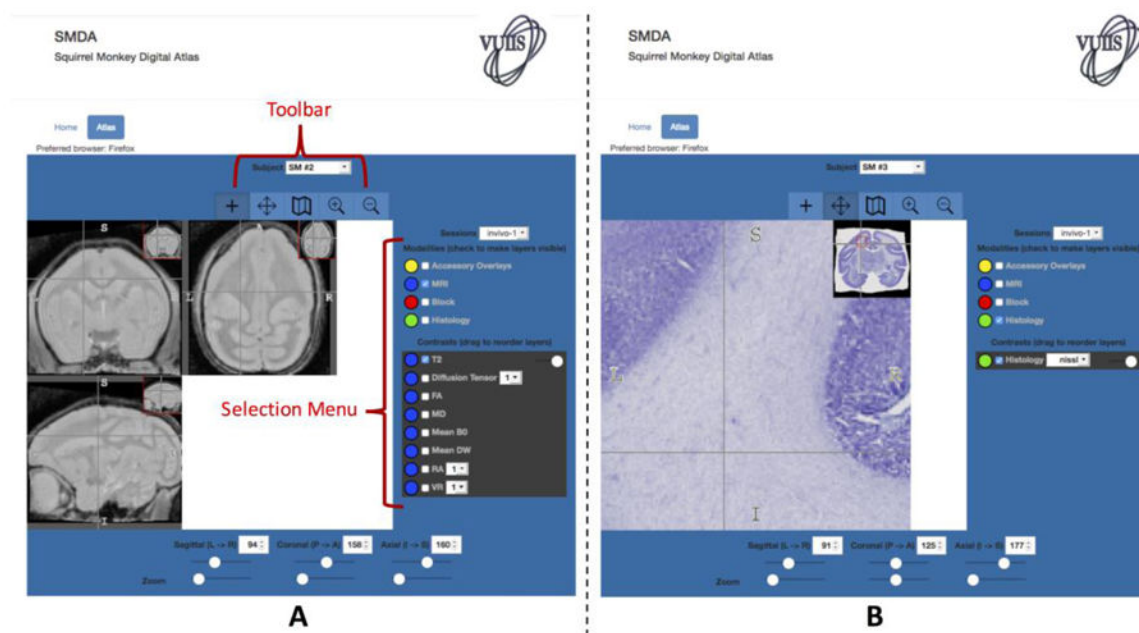 SMDA
Squirrel Monkey Digital Atlas
VUIIS
Toolbar
Home
Atlas
Preferred browser: Firefox
Subject SM #2
S
A
L
R
S
I
Sessions invivo-1
Modalities (check to make layers visible)
Accessory Overlays
MRI
Block
Histology
Contrasts (drag to reorder layers)
T2
Diffusion Tensor 1
FA
MD
Mean B0
Mean DW
RA 1
VR 1
Selection Menu
Sagittal (L -> R) 94
Coronal (P -> A) 158
Axial (I -> S) 160
Zoom
A
SMDA
Squirrel Monkey Digital Atlas
VUIIS
Home
Atlas
Preferred browser: Firefox
Subject SM #3
S
L
R
I
Sessions invivo-1
Modalities (check to make layers visible)
Accessory Overlays
MRI
Block
Histology
Contrasts (drag to reorder layers)
Histology nissl
Sagittal (L -> R) 91
Coronal (P -> A) 125
Axial (I -> S) 177
Zoom
B